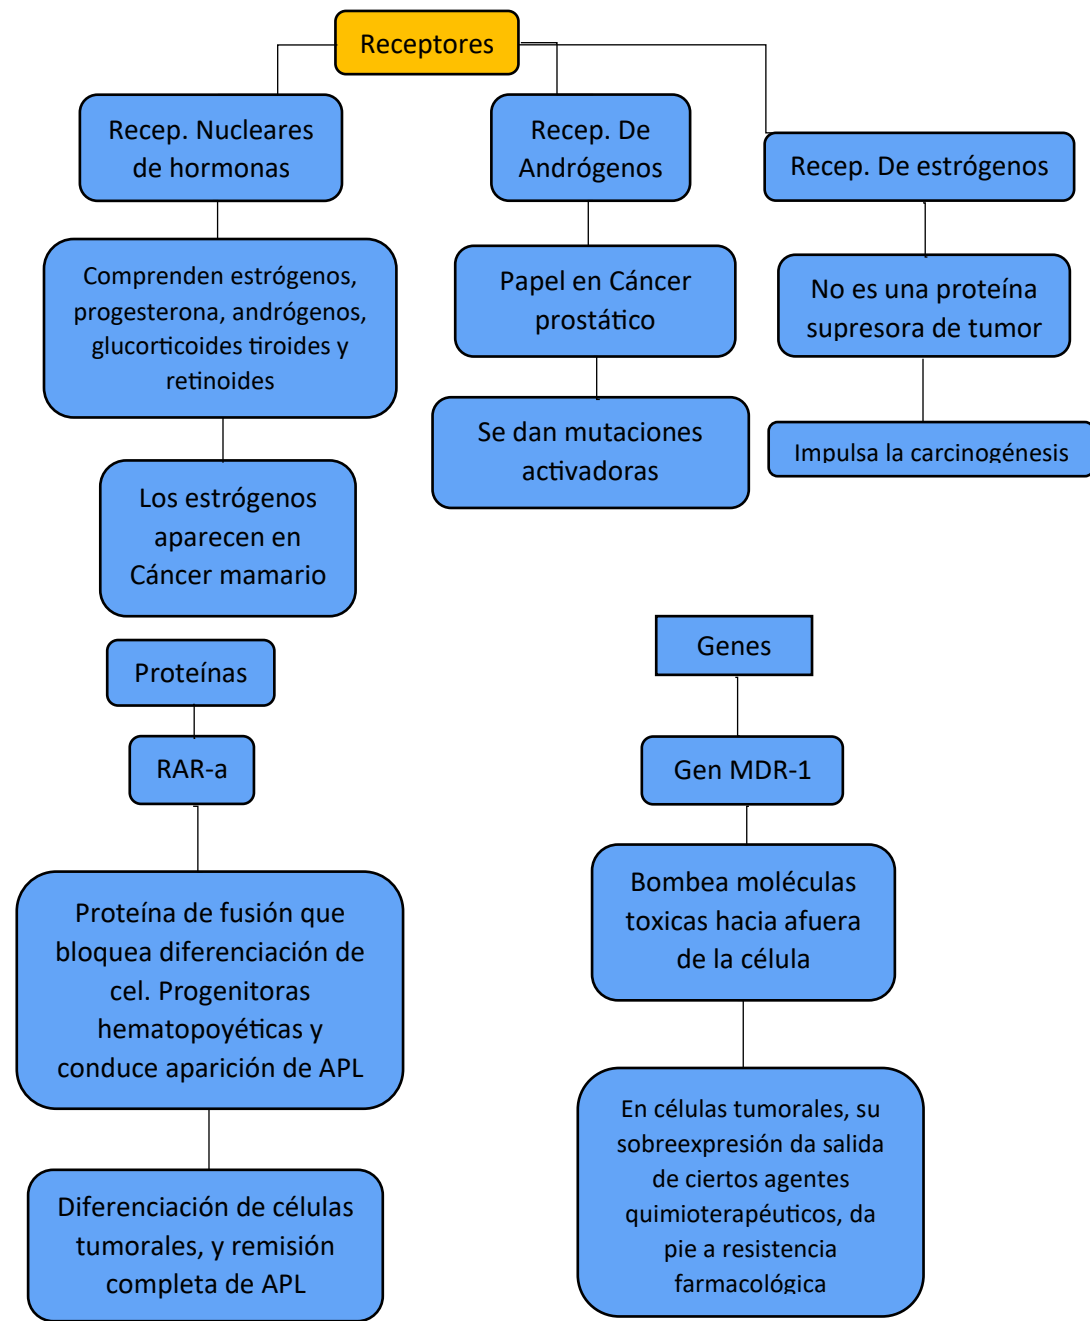 Receptores
Recep. Nucleares
de hormonas
Comprenden estrógenos,
progesterona, andrógenos,
glucorticoides tiroides y
retinoides
Los estrógenos
aparecen en
Cáncer mamario
Recep. De
Andrógenos
Papel en Cáncer
prostático
Se dan mutaciones
activadoras
Recep. De estrógenos
No es una proteína
supresora de tumor
Impulsa la carcinogénesis
Proteínas
RAR-a
Proteína de fusión que
bloquea diferenciación de
cel. Progenitoras
hematopoyéticas y
conduce aparición de APL
Diferenciación de células
tumorales, y remisión
completa de APL
Genes
Gen MDR-1
Bombea moléculas
toxicas hacia afuera
de la célula
En células tumorales, su
sobreexpresión da salida
de ciertos agentes
quimioterapéuticos, da
pie a resistencia
farmacológica